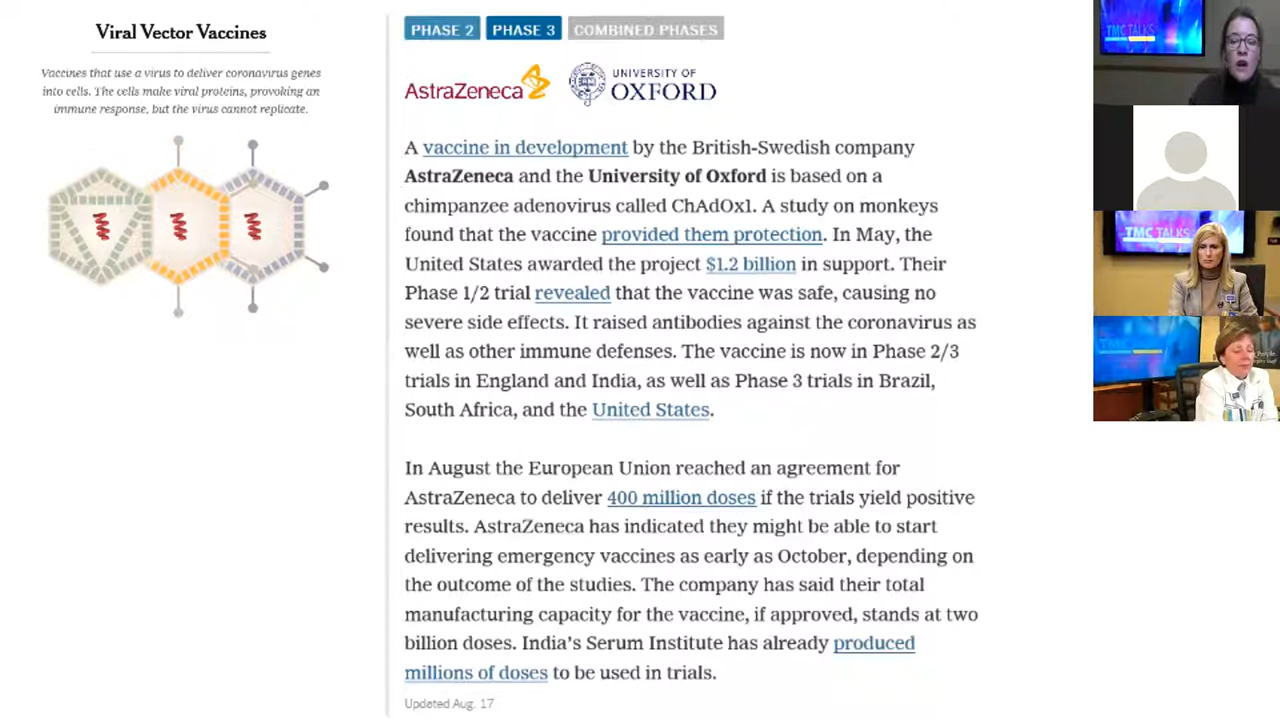 Viral Vector Vaccines
Vaccines that use a virus to deliver coronavirus genes
into cells. The cells make viral proteins, provoking an
immune response, but the virus cannot replicate.
PHASE 2 PHASE 3 COMBINED PHASES
AstraZeneca UNIVERSITY OF
OXFORD
A vaccine in development by the British-Swedish company
AstraZeneca and the University of Oxford is based on a
chimpanzee adenovirus called ChAdOx1. A study on monkeys
found that the vaccine provided them protection. In May, the
United States awarded the project $1.2 billion in support. Their
Phase 1/2 trial revealed that the vaccine was safe, causing no
severe side effects. It raised antibodies against the coronavirus as
well as other immune defenses. The vaccine is now in Phase 2/3
trials in England and India, as well as Phase 3 trials in Brazil,
South Africa, and the United States.
In August the European Union reached an agreement for
AstraZeneca to deliver 400 million doses if the trials yield positive
results. AstraZeneca has indicated they might be able to start
delivering emergency vaccines as early as October, depending on
the outcome of the studies. The company has said their total
manufacturing capacity for the vaccine, if approved, stands at two
billion doses. India's Serum Institute has already produced
millions of doses to be used in trials.
Updated Aug. 17
TMC TALKS
TMC TALKS
TMC